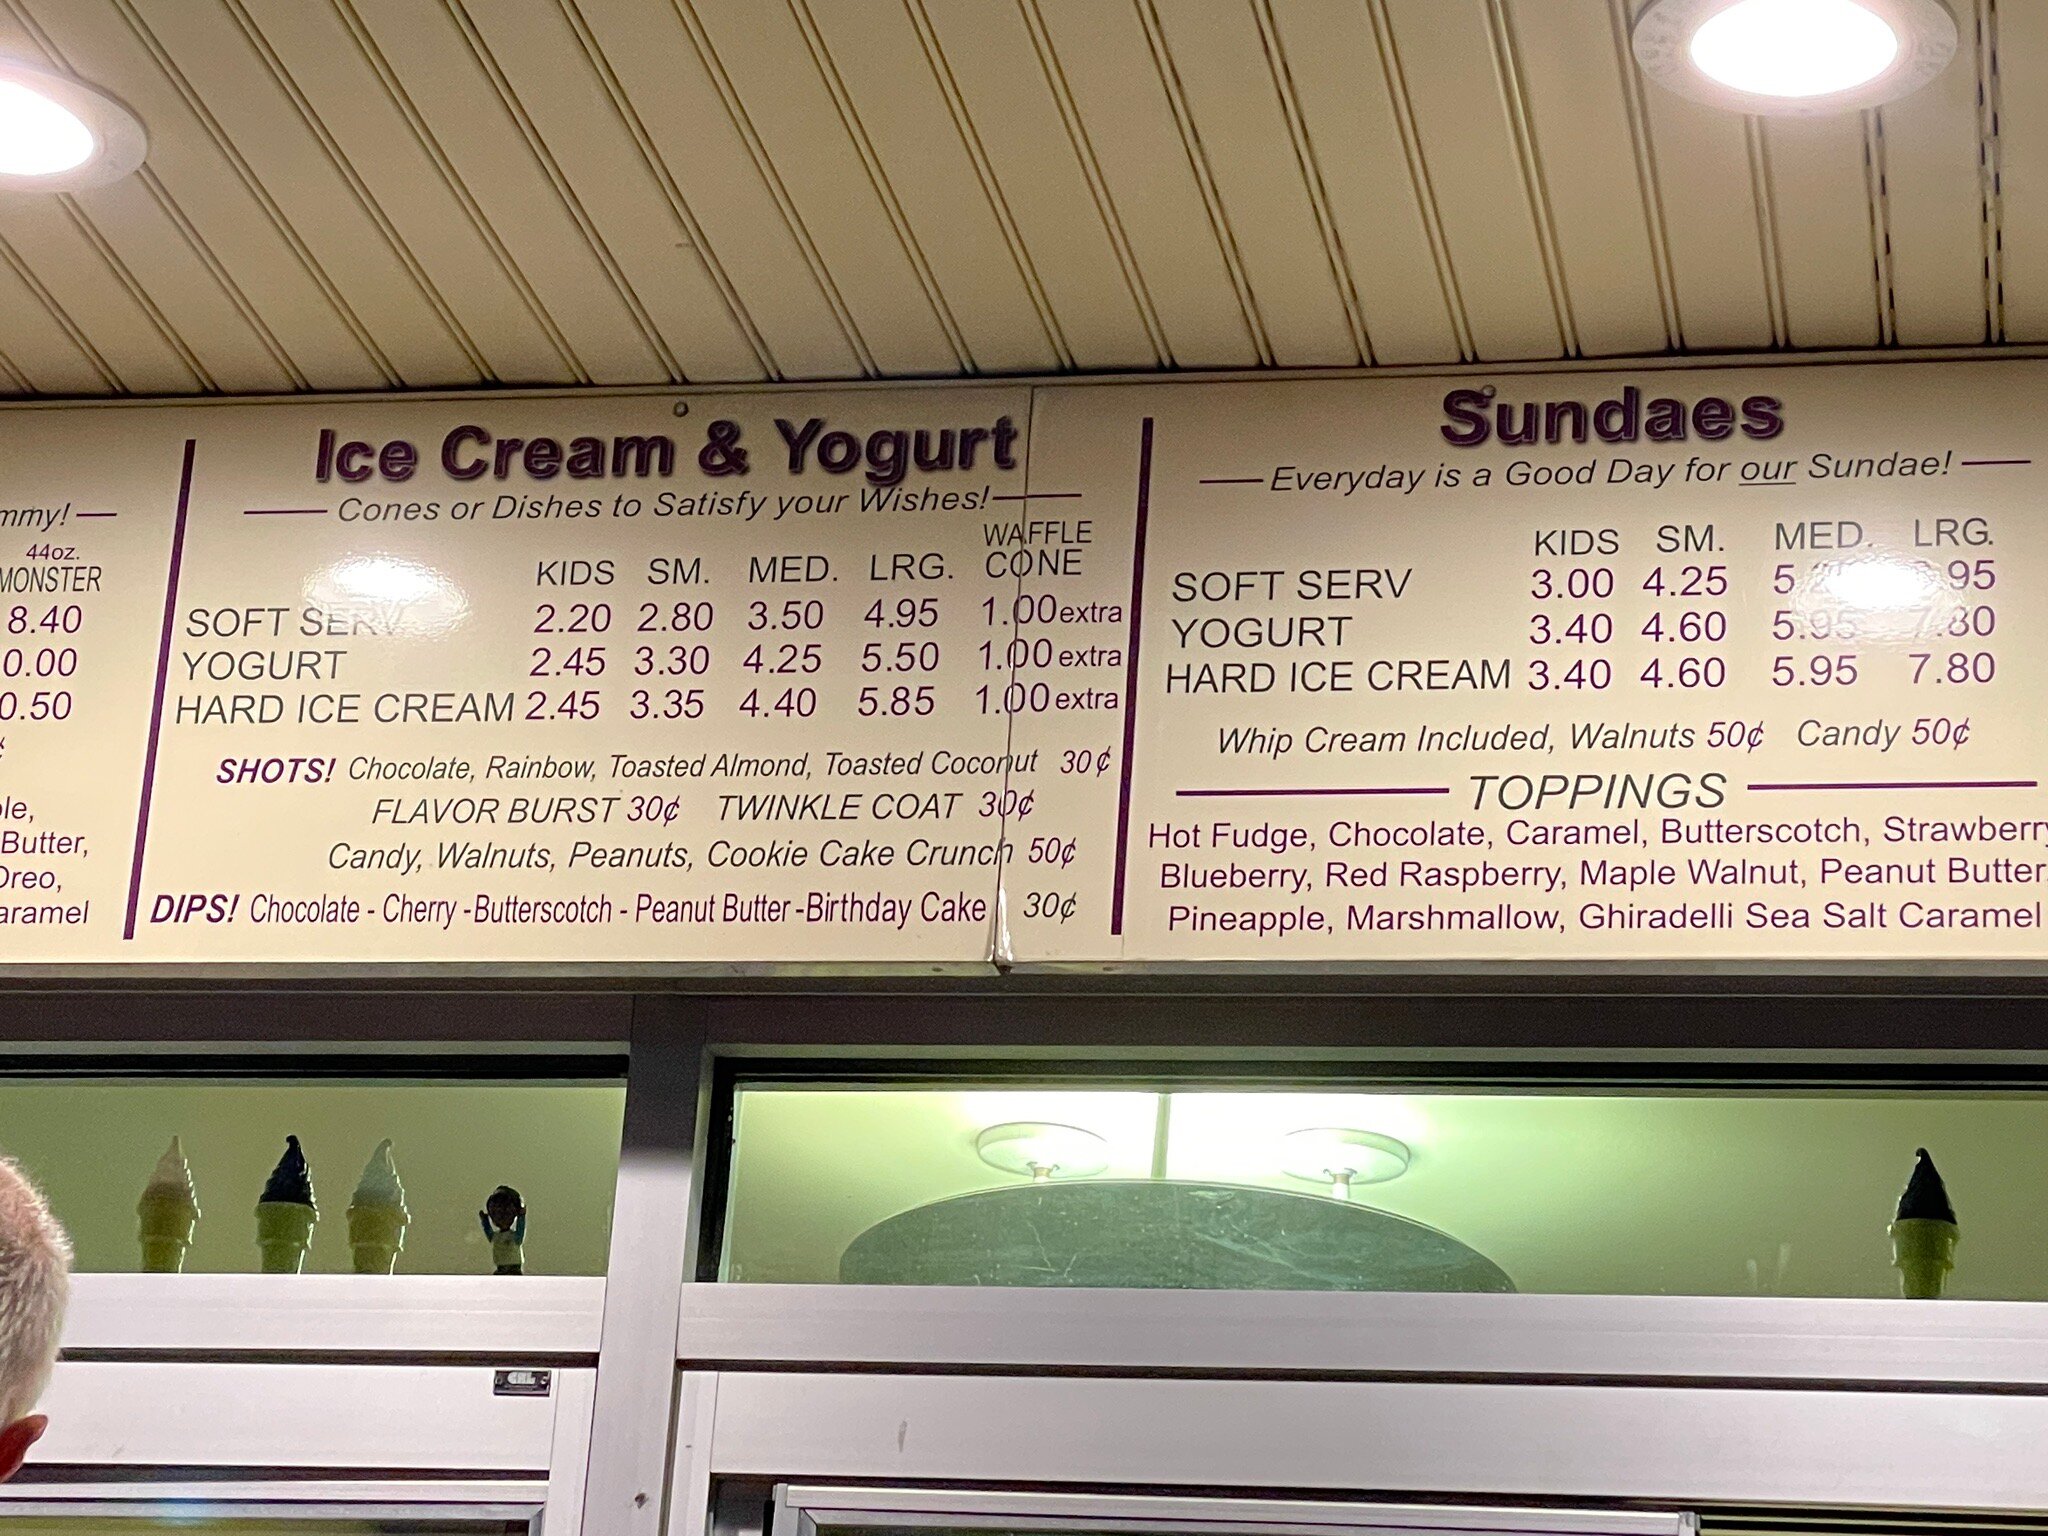 mmy!
44oz.
MONSTER
8.40
0.00
0.50
¢
le,
Butter,
Oreo,
aramel
Ice Cream & Yogurt
Cones or Dishes to Satisfy your Wishes!
KIDS SM. MED. LRG. WAFFLE CONE
SOFT SERV 2.20 2.80 3.50 4.95 1.00 extra
YOGURT 2.45 3.30 4.25 5.50 1.00 extra
HARD ICE CREAM 2.45 3.35 4.40 5.85 1.00 extra
SHOTS! Chocolate, Rainbow, Toasted Almond, Toasted Coconut 30¢
FLAVOR BURST 30¢ TWINKLE COAT 30¢
Candy, Walnuts, Peanuts, Cookie Cake Crunch 50¢
DIPS! Chocolate - Cherry - Butterscotch - Peanut Butter - Birthday Cake 30¢
Sundaes
Everyday is a Good Day for our Sundae!
KIDS SM. MED. LRG.
SOFT SERV 3.00 4.25
YOGURT 3.40 4.60 5.95 7.80
HARD ICE CREAM 3.40 4.60 5.95 7.80
Whip Cream Included, Walnuts 50¢ Candy 50¢
TOPPINGS
Hot Fudge, Chocolate, Caramel, Butterscotch, Strawberry
Blueberry, Red Raspberry, Maple Walnut, Peanut Butter,
Pineapple, Marshmallow, Ghiradelli Sea Salt Caramel